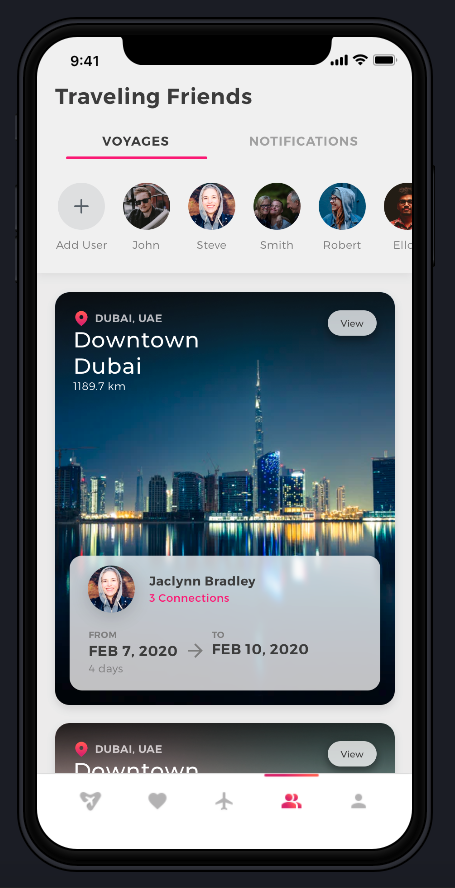 9:41
Traveling Friends
VOYAGES NOTIFICATIONS
Add User John Steve Smith Robert
DUBAI, UAE
View
Downtown
Dubai
1189.7 km
Jaclynn Bradley
3 Connections
FROM TO
FEB 7, 2020 FEB 10, 2020
4 days
DUBAI, UAE
View
Downtown